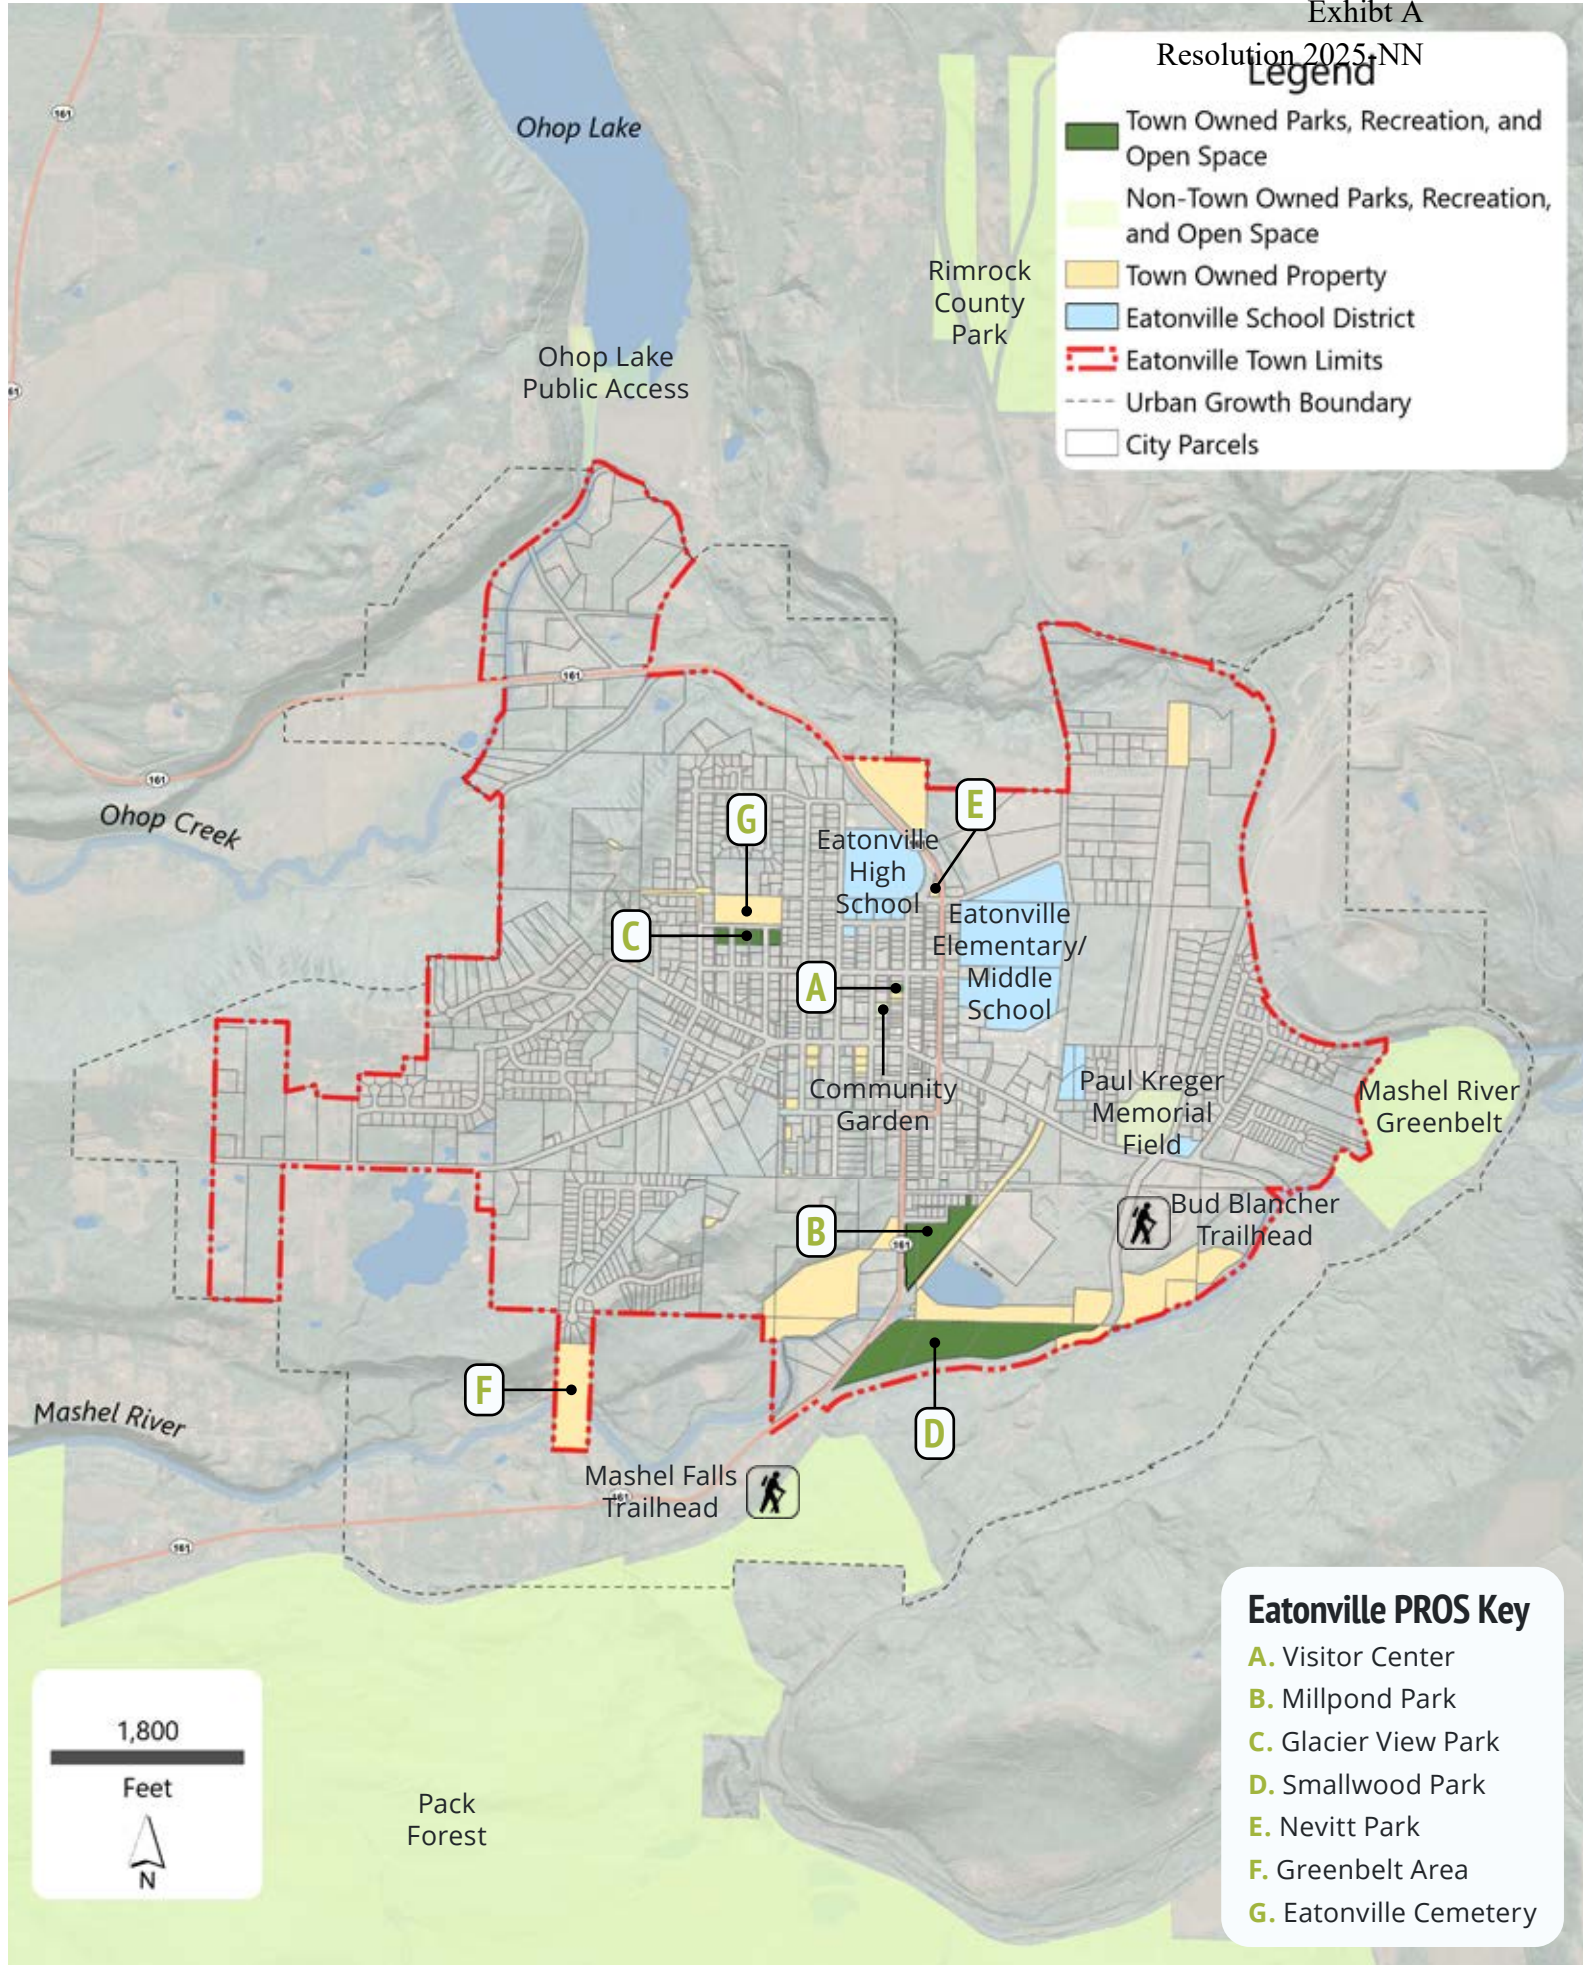 Exhibt A
Resolution 2025-NN
Legend
Town Owned Parks, Recreation, and
Open Space
Non-Town Owned Parks, Recreation,
and Open Space
Town Owned Property
Eatonville School District
Eatonville Town Limits
Urban Growth Boundary
City Parcels
161
Ohop Lake
Rimrock
County
Park
Ohop Lake
Public Access
161
161
Ohop Creek
G
E
Eatonville
High
School
C
Eatonville
Elementary/
Middle
School
A
Community
Garden
Paul Kreger
Memorial
Field
Mashel River
Greenbelt
B
161
Bud Blancher
Trailhead
F
D
Mashel River
Mashel Falls
Trailhead
161
161
Pack
Forest
1,800
Feet
N
Eatonville PROS Key
A. Visitor Center
B. Millpond Park
C. Glacier View Park
D. Smallwood Park
E. Nevitt Park
F. Greenbelt Area
G. Eatonville Cemetery